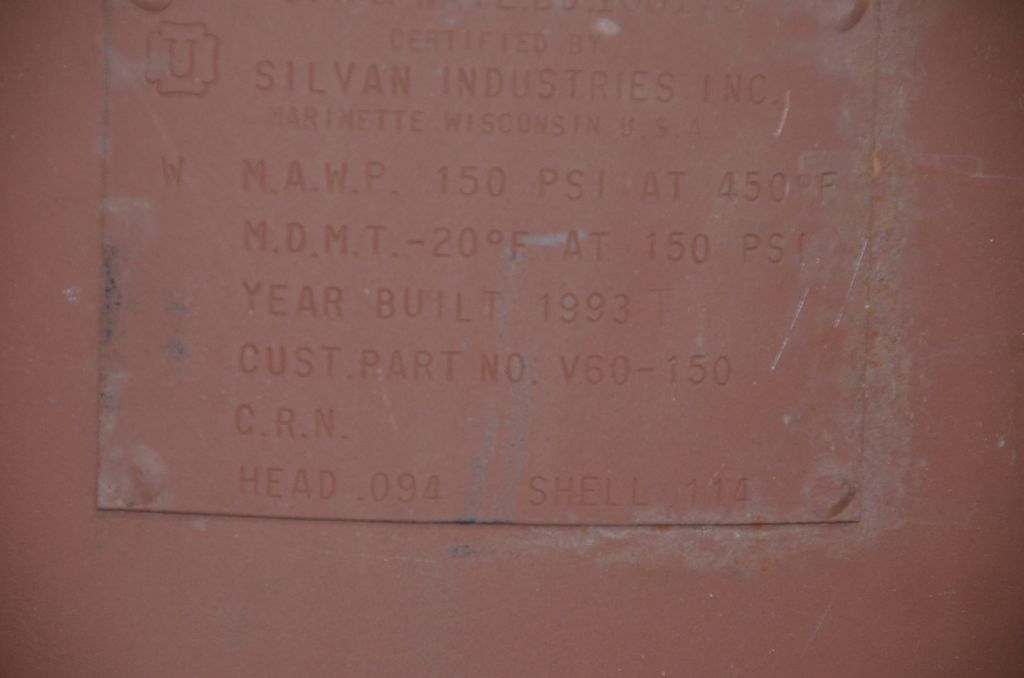 U
CERTIFIED BY
SILVAN INDUSTRIES INC.
MARINETTE WISCONSIN U.S.A.
W M.A.W.P. 150 PSI AT 450°F
M.D.M.T.-20°F AT 150 PSI
YEAR BUILT 1993 T
CUST.PART NO. V60-150
C.R.N.
HEAD .094 SHELL .114